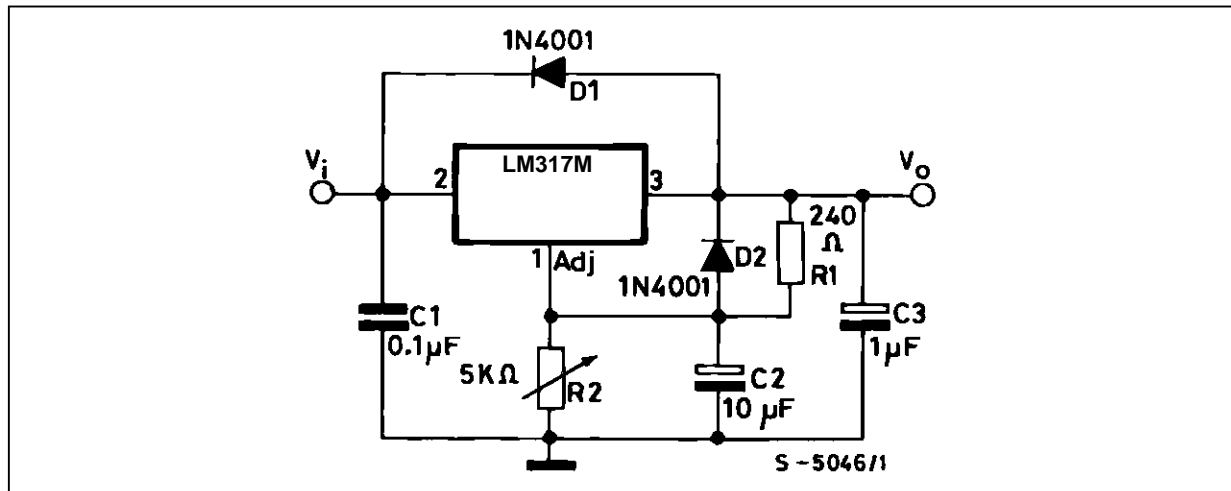 1N4001
D1
Vi
LM317M
Vo
2
3
240
Ω
1 Adj
D2
R1
1N4001
C1
C3
0.1µF
1µF
5KΩ
R2
C2
10 µF
S-5046/1